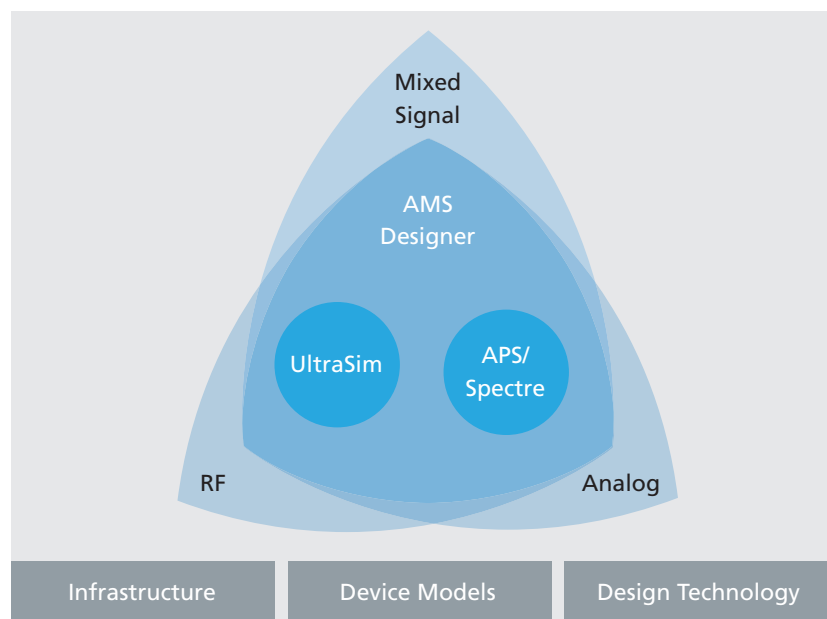 Mixed
Signal
AMS
Designer
UltraSim
APS/
Spectre
RF
Analog
Infrastructure
Device Models
Design Technology